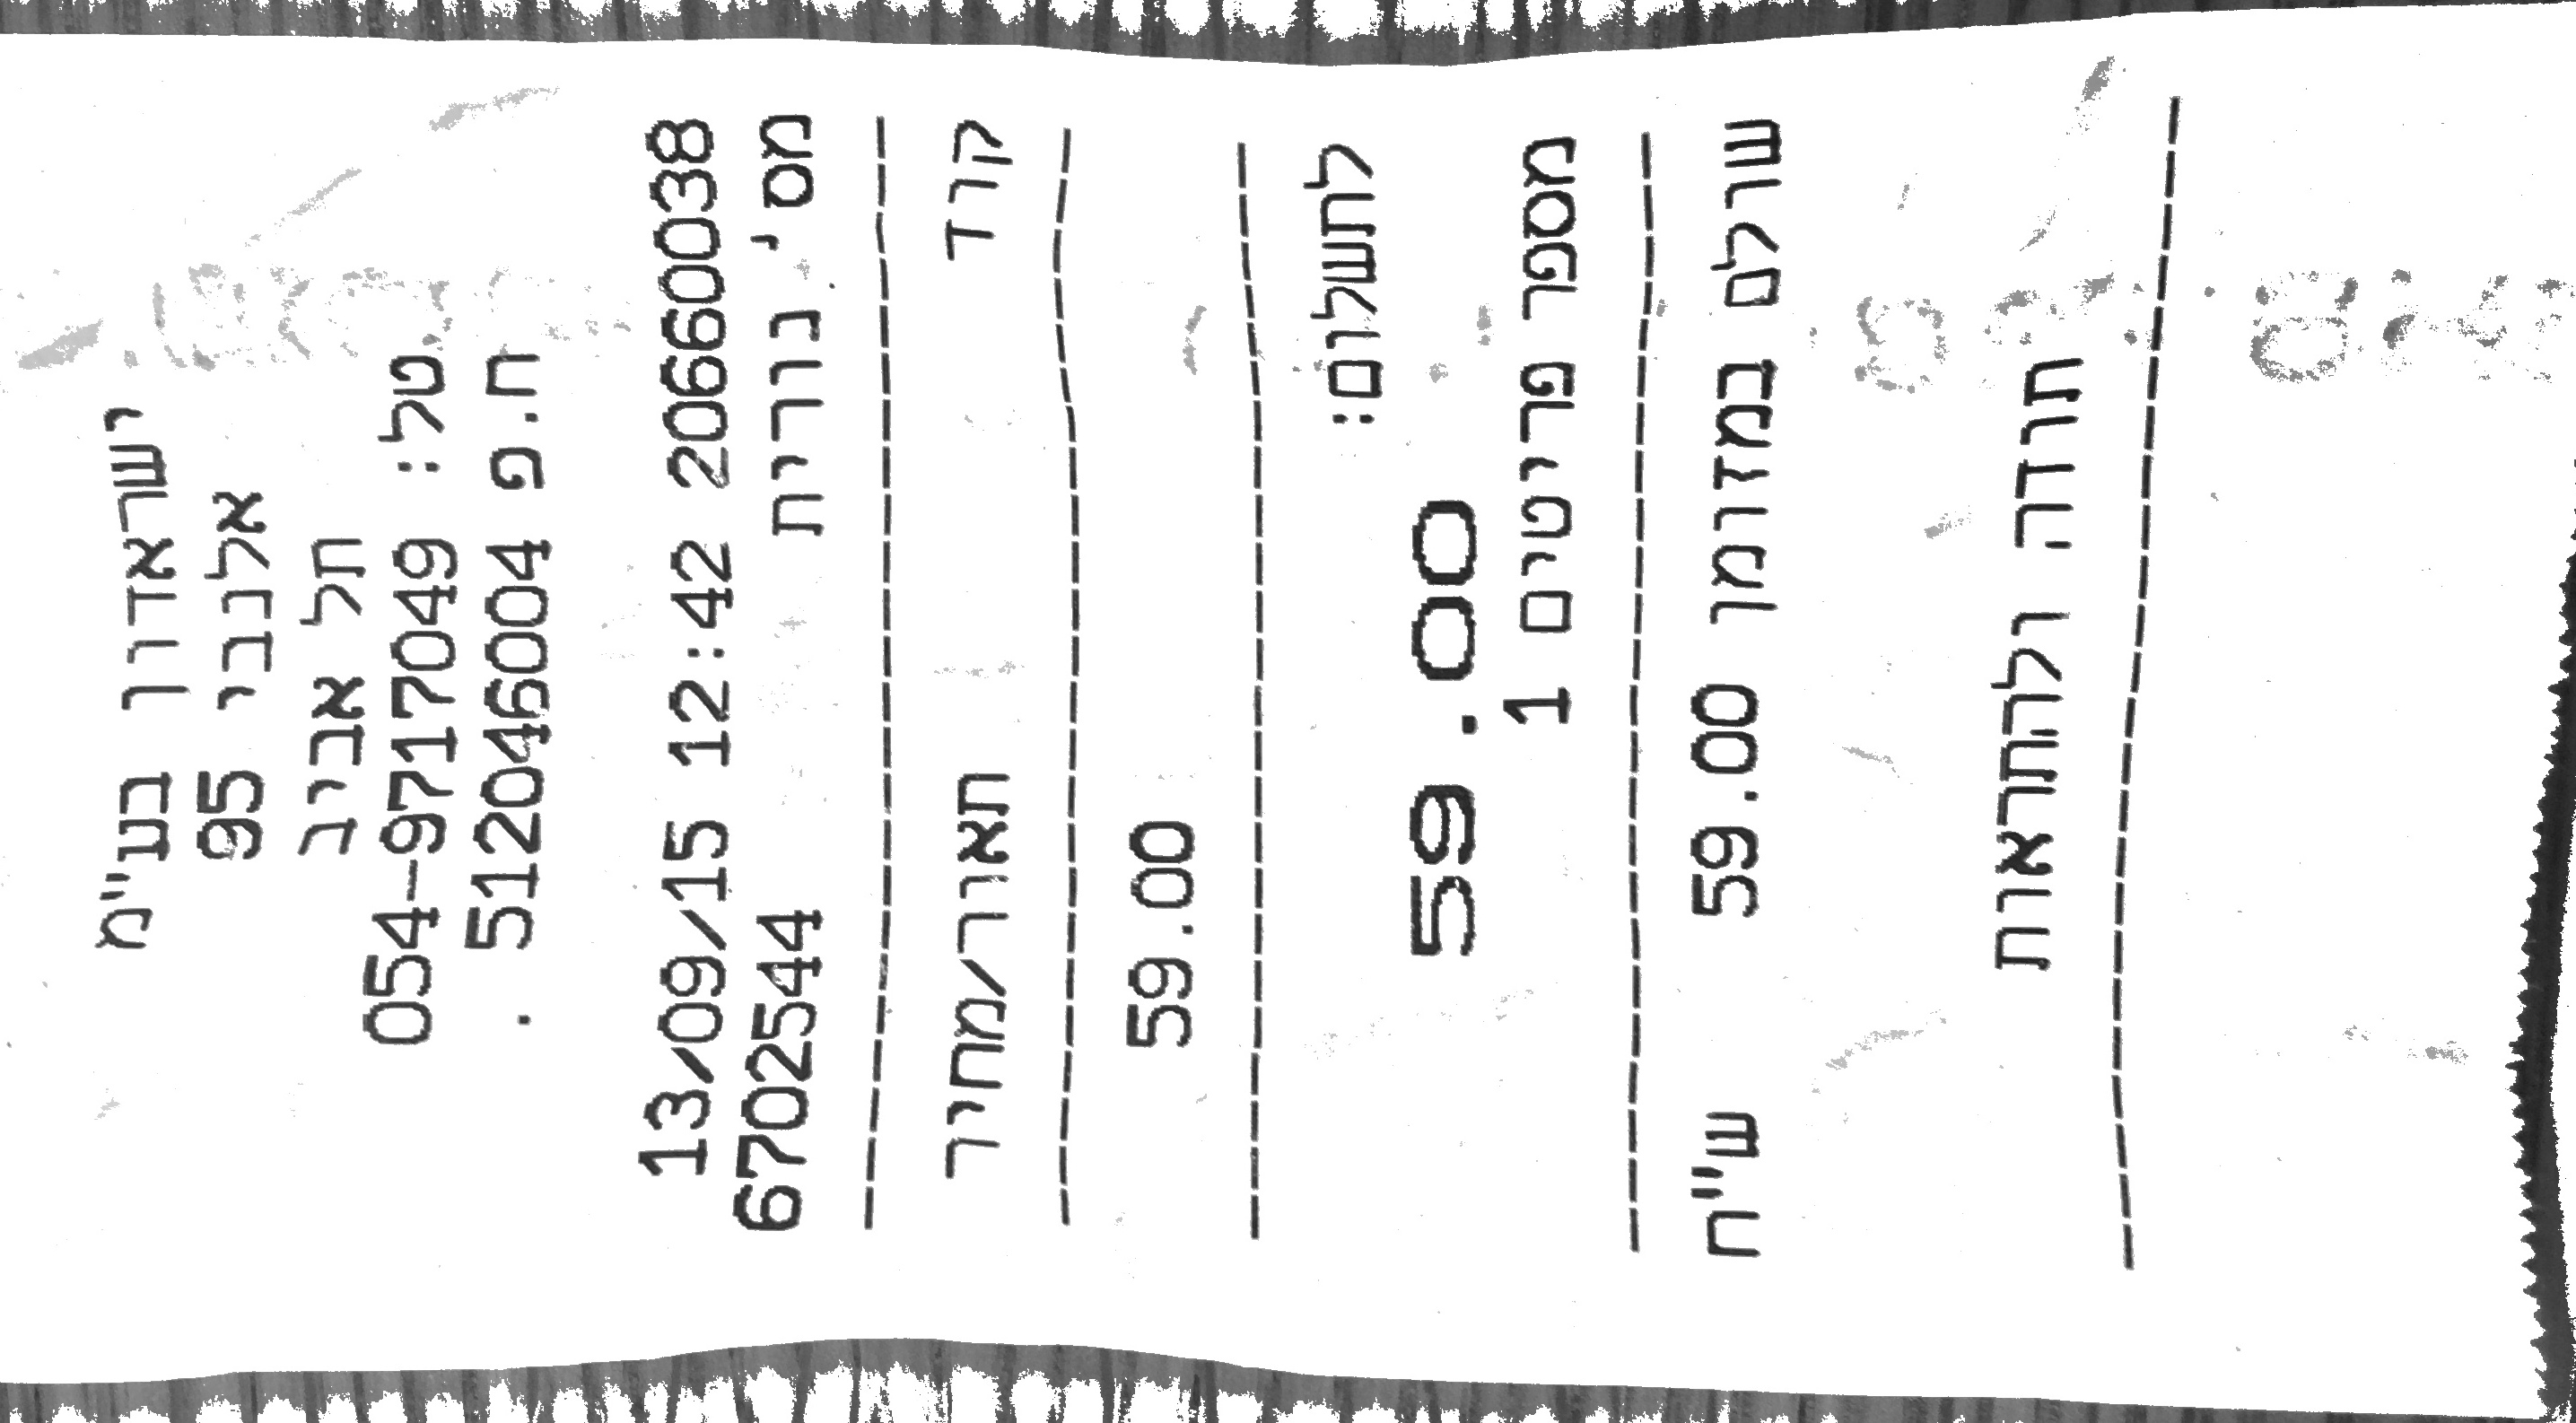 ישראדון בע"מ
אלנבי 95
תל אביב
טל: 054-9717049
ח.פ 512046004 .
13/09/15 12:42 20660038
מס' נורית 6702544
קוד תאור/מחיר
59.00
לתשלום:
59.00
מספר פריטים 1
שולם במזומן 59.00 ש"ח
תודה ולהתראות